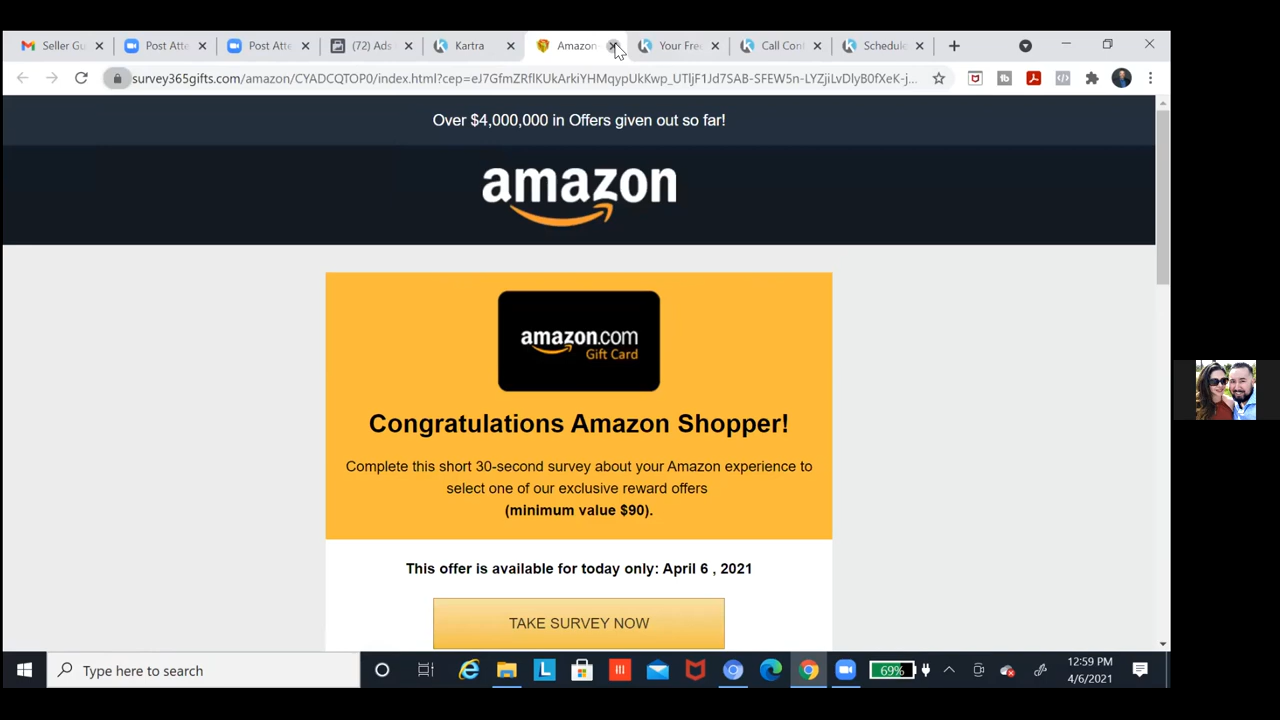 Seller Gu
Post Atte
Post Atte
(72) Ads
Kartra
Amazon
Your Free
Call Conf
Schedul
survey365gifts.com/amazon/CYADCQTOP0/index.html?cep=eJ7GfmZRflKUkArkiYHMqypUkKwp_UTljF1Jd7SAB-SFEW5n-LYZjiLvDlyB0fXeK-j...
Over $4,000,000 in Offers given out so far!
amazon
amazon.com
Gift Card
Congratulations Amazon Shopper!
Complete this short 30-second survey about your Amazon experience to
select one of our exclusive reward offers
(minimum value $90).
This offer is available for today only: April 6 , 2021
TAKE SURVEY NOW
Type here to search
L
69%
12:59 PM
4/6/2021